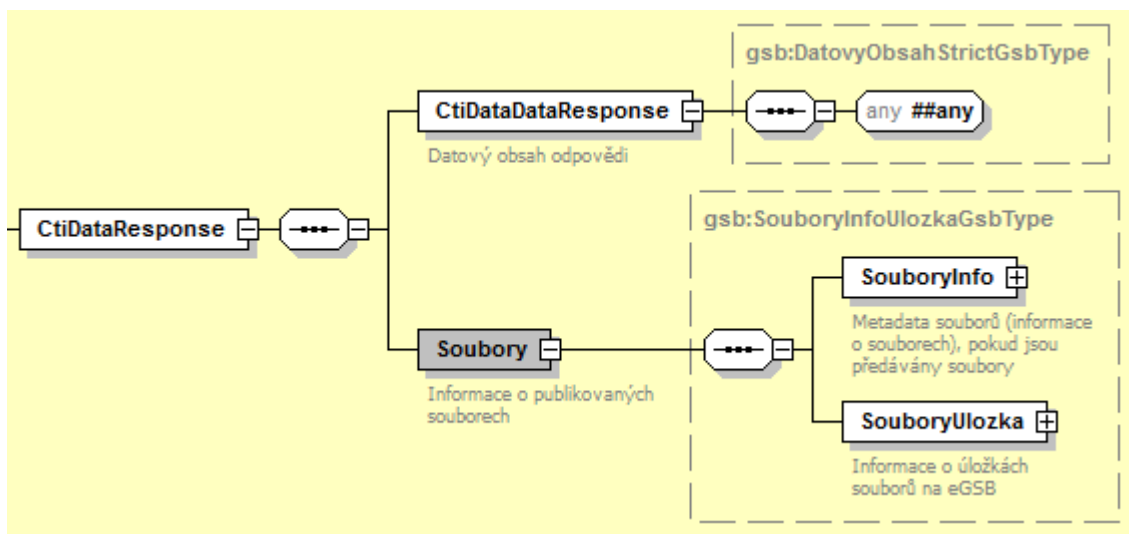 gsb:DatovyObsahStrictGsbType
CtiDataDataResponse
any ##any
Datový obsah odpovědi
CtiDataResponse
gsb:SouboryInfoUlozkaGsbType
SouboryInfo
Metadata souborů (informace
o souborech), pokud jsou
předávány soubory
Soubory
Informace o publikovaných
souborech
SouboryUlozka
Informace o úložkách
souborů na eGSB